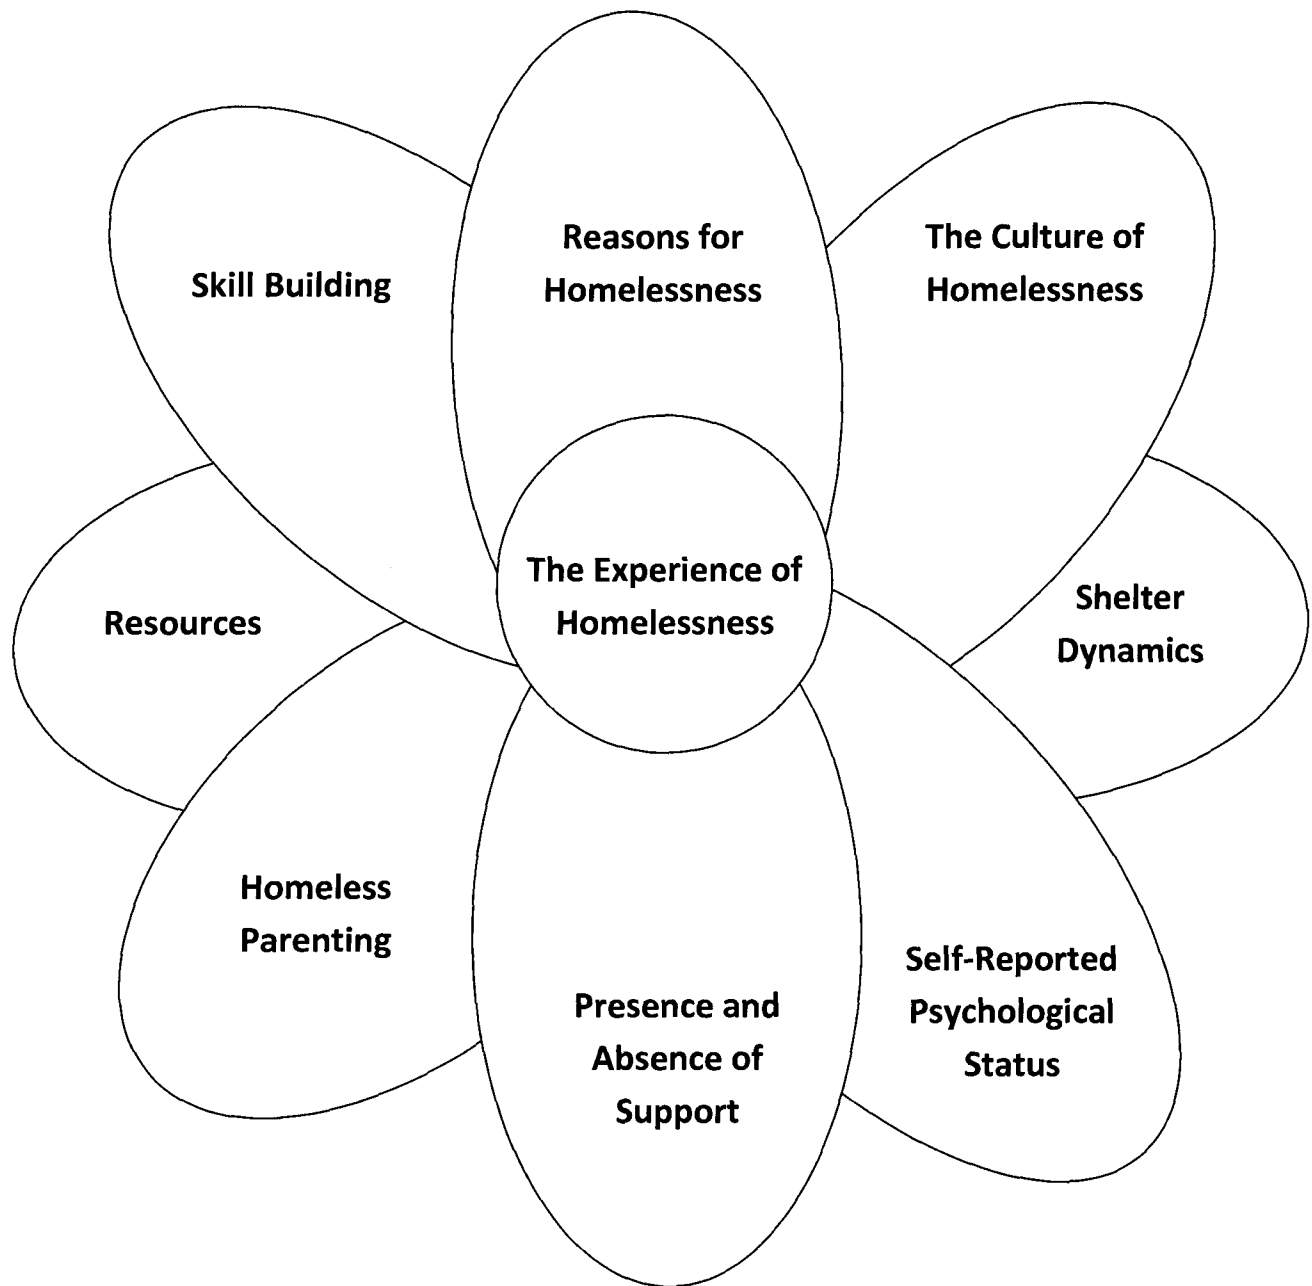 Reasons for
Homelessness
The Culture of
Homelessness
Skill Building
The Experience of
Homelessness
Shelter
Dynamics
Resources
Homeless
Parenting
Self-Reported
Psychological
Status
Presence and
Absence of
Support